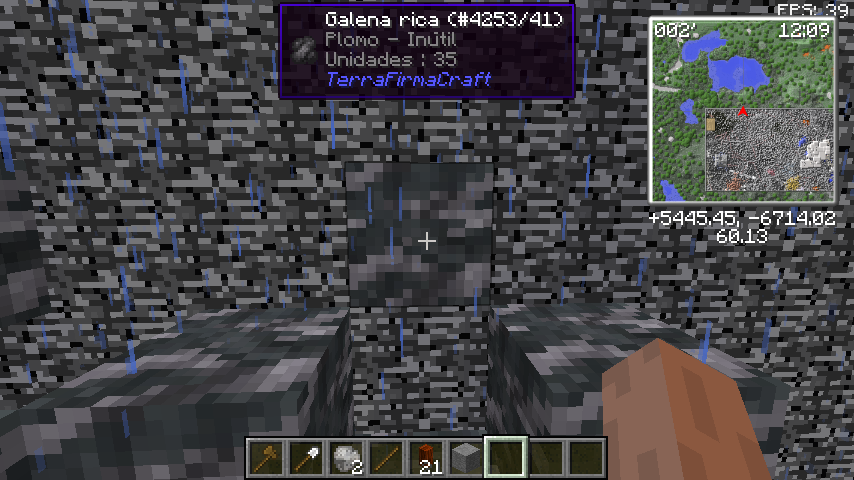 Galena rica (#4253/41)
Plomo - Inútil
Unidades : 35
TerraFirmaCraft
FPS: 39
002°
12:09
+5445.45, -6714.02
60.13
2
21